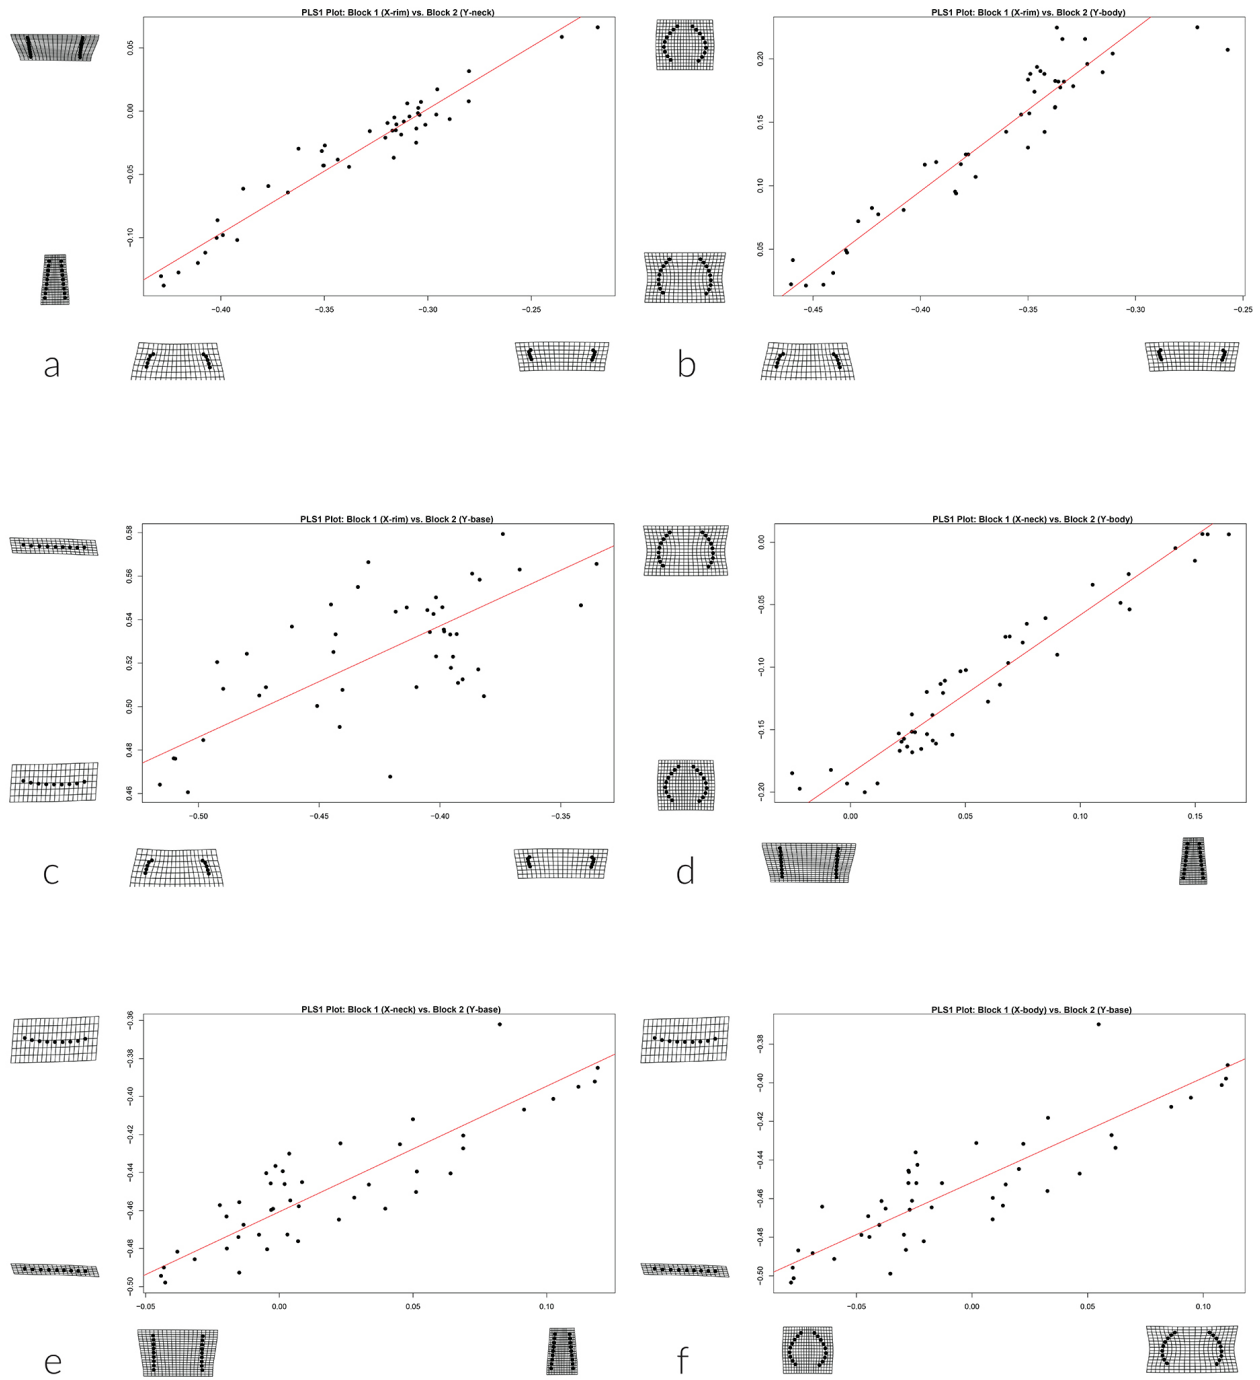 PLS1 Plot: Block 1 (X-rim) vs. Block 2 (Y-neck)
0.05
0.00
−0.05
−0.10
−0.40 −0.35 −0.30 −0.25
a
PLS1 Plot: Block 1 (X-rim) vs. Block 2 (Y-body)
0.20
0.15
0.10
0.05
−0.45 −0.40 −0.35 −0.30 −0.25
b
PLS1 Plot: Block 1 (X-rim) vs. Block 2 (Y-base)
0.58
0.56
0.54
0.52
0.50
0.48
0.46
−0.50 −0.45 −0.40 −0.35
c
PLS1 Plot: Block 1 (X-neck) vs. Block 2 (Y-body)
0.00
−0.05
−0.10
−0.15
−0.20
0.00 0.05 0.10 0.15
d
PLS1 Plot: Block 1 (X-neck) vs. Block 2 (Y-base)
−0.36
−0.38
−0.40
−0.42
−0.44
−0.46
−0.48
−0.50
−0.05 0.00 0.05 0.10
e
PLS1 Plot: Block 1 (X-body) vs. Block 2 (Y-base)
−0.38
−0.40
−0.42
−0.44
−0.46
−0.48
−0.50
−0.05 0.00 0.05 0.10
f